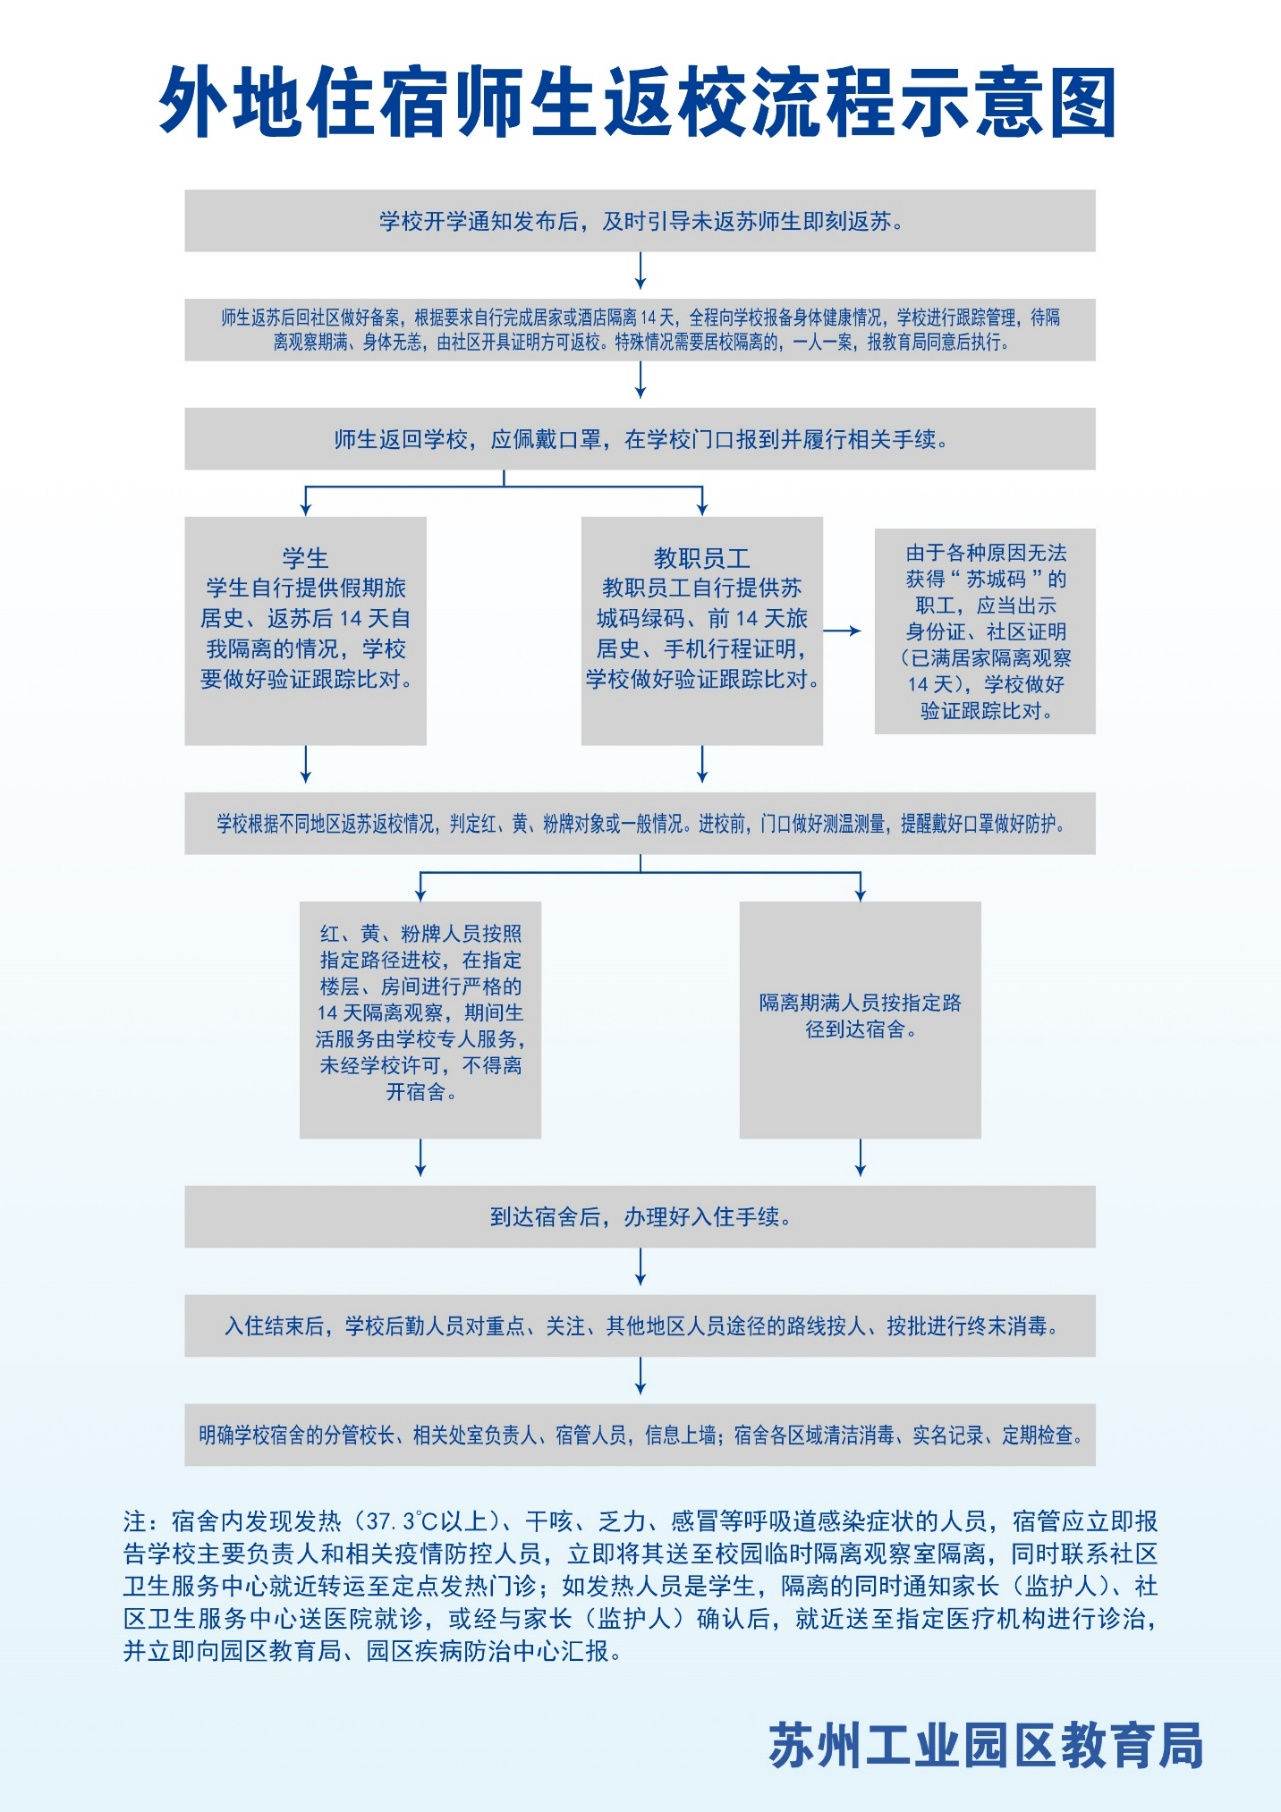 外地住宿师生返校流程示意图
学校开学通知发布后，及时引导未返苏师生即刻返苏。
师生返苏后回社区做好备案，根据要求自行完成居家或酒店隔离 14 天，全程向学校报备身体健康情况，学校进行跟踪管理，待隔
离观察期满、身体无恙，由社区开具证明方可返校。特殊情况需要居校隔离的，一人一案，报教育局同意后执行。
师生返回学校，应佩戴口罩，在学校门口报到并履行相关手续。
学生
学生自行提供假期旅
居史、返苏后 14 天自
我隔离的情况，学校
要做好验证跟踪比对。
教职员工
教职员工自行提供苏
城码绿码、前 14 天旅
居史、手机行程证明，
学校做好验证跟踪比对。
由于各种原因无法
获得“苏城码”的
职工，应当出示
身份证、社区证明
（已满居家隔离观察
14 天），学校做好
验证跟踪比对。
学校根据不同地区返苏返校情况，判定红、黄、粉牌对象或一般情况。进校前，门口做好测温测量，提醒戴好口罩做好防护。
红、黄、粉牌人员按照
指定路径进校，在指定
楼层、房间进行严格的
14 天隔离观察，期间生
活服务由学校专人服务，
未经学校许可，不得离
开宿舍。
隔离期满人员按指定路
径到达宿舍。
到达宿舍后，办理好入住手续。
入住结束后，学校后勤人员对重点、关注、其他地区人员途径的路线按人、按批进行终末消毒。
明确学校宿舍的分管校长、相关处室负责人、宿管人员，信息上墙；宿舍各区域清洁消毒、实名记录、定期检查。
注：宿舍内发现发热（37.3℃以上）、干咳、乏力、感冒等呼吸道感染症状的人员，宿管应立即报
告学校主要负责人和相关疫情防控人员，立即将其送至校园临时隔离观察室隔离，同时联系社区
卫生服务中心就近转运至定点发热门诊；如发热人员是学生，隔离的同时通知家长（监护人）、社
区卫生服务中心送医院就诊，或经与家长（监护人）确认后，就近送至指定医疗机构进行诊治，
并立即向园区教育局、园区疾病防治中心汇报。
苏州工业园区教育局